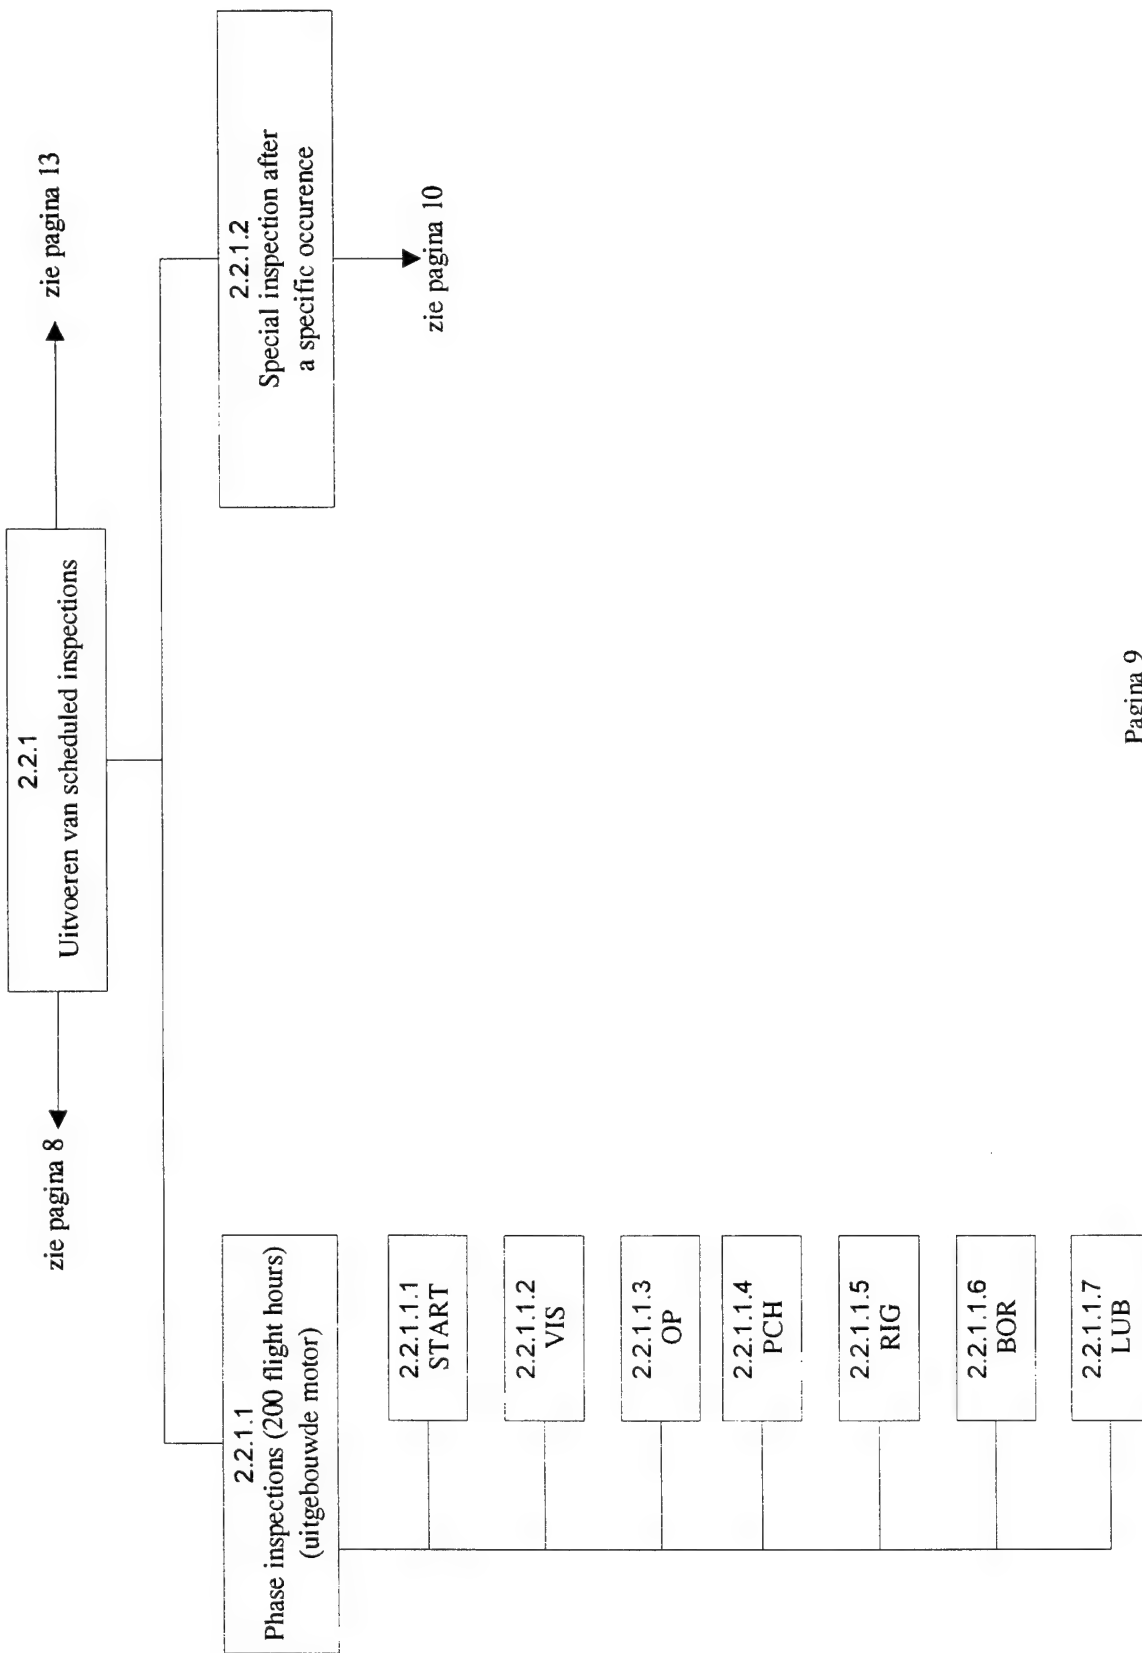 2.2.1
Uitvoeren van scheduled inspections
zie pagina 8
zie pagina 13
2.2.1.1
Phase inspections (200 flight hours)
(uitgebouwde motor)
2.2.1.2
Special inspection after
a specific occurence
zie pagina 10
2.2.1.1.1
START
2.2.1.1.2
VIS
2.2.1.1.3
OP
2.2.1.1.4
PCH
2.2.1.1.5
RIG
2.2.1.1.6
BOR
2.2.1.1.7
LUB
Pagina 9